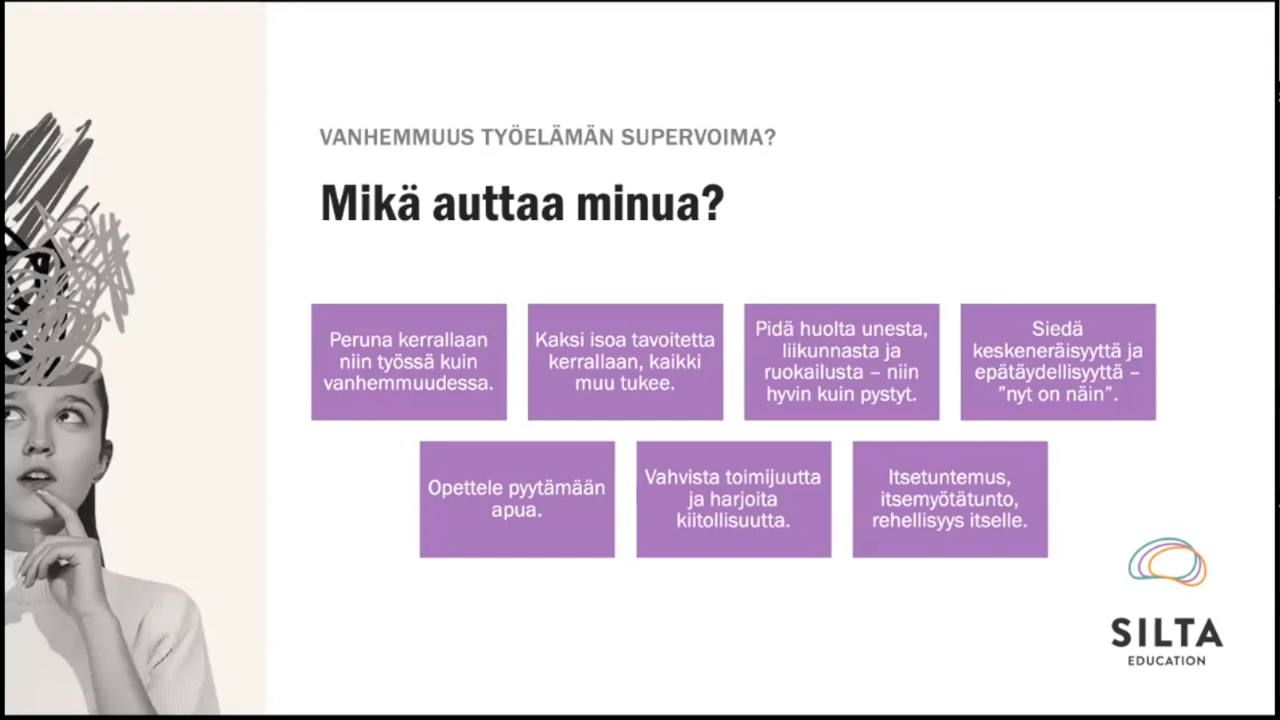 VANHEMMUUS TYÖELÄMÄN SUPERVOIMA?
Mikä auttaa minua?
Peruna kerrallaan
niin työssä kuin
vanhemmuudessa.
Kaksi isoa tavoitetta
kerrallaan, kaikki
muu tukee.
Pidä huolta unesta,
liikunnasta ja
ruokailusta – niin
hyvin kuin pystyt.
Siedä
keskeneräisyyttä ja
epätäydellisyyttä –
”nyt on näin”.
Opettele pyytämään
apua.
Vahvista toimijuutta
ja harjoita
kiitollisuutta.
Itsetuntemus,
itsemyötätunto,
rehellisyys itselle.
SILTA
EDUCATION